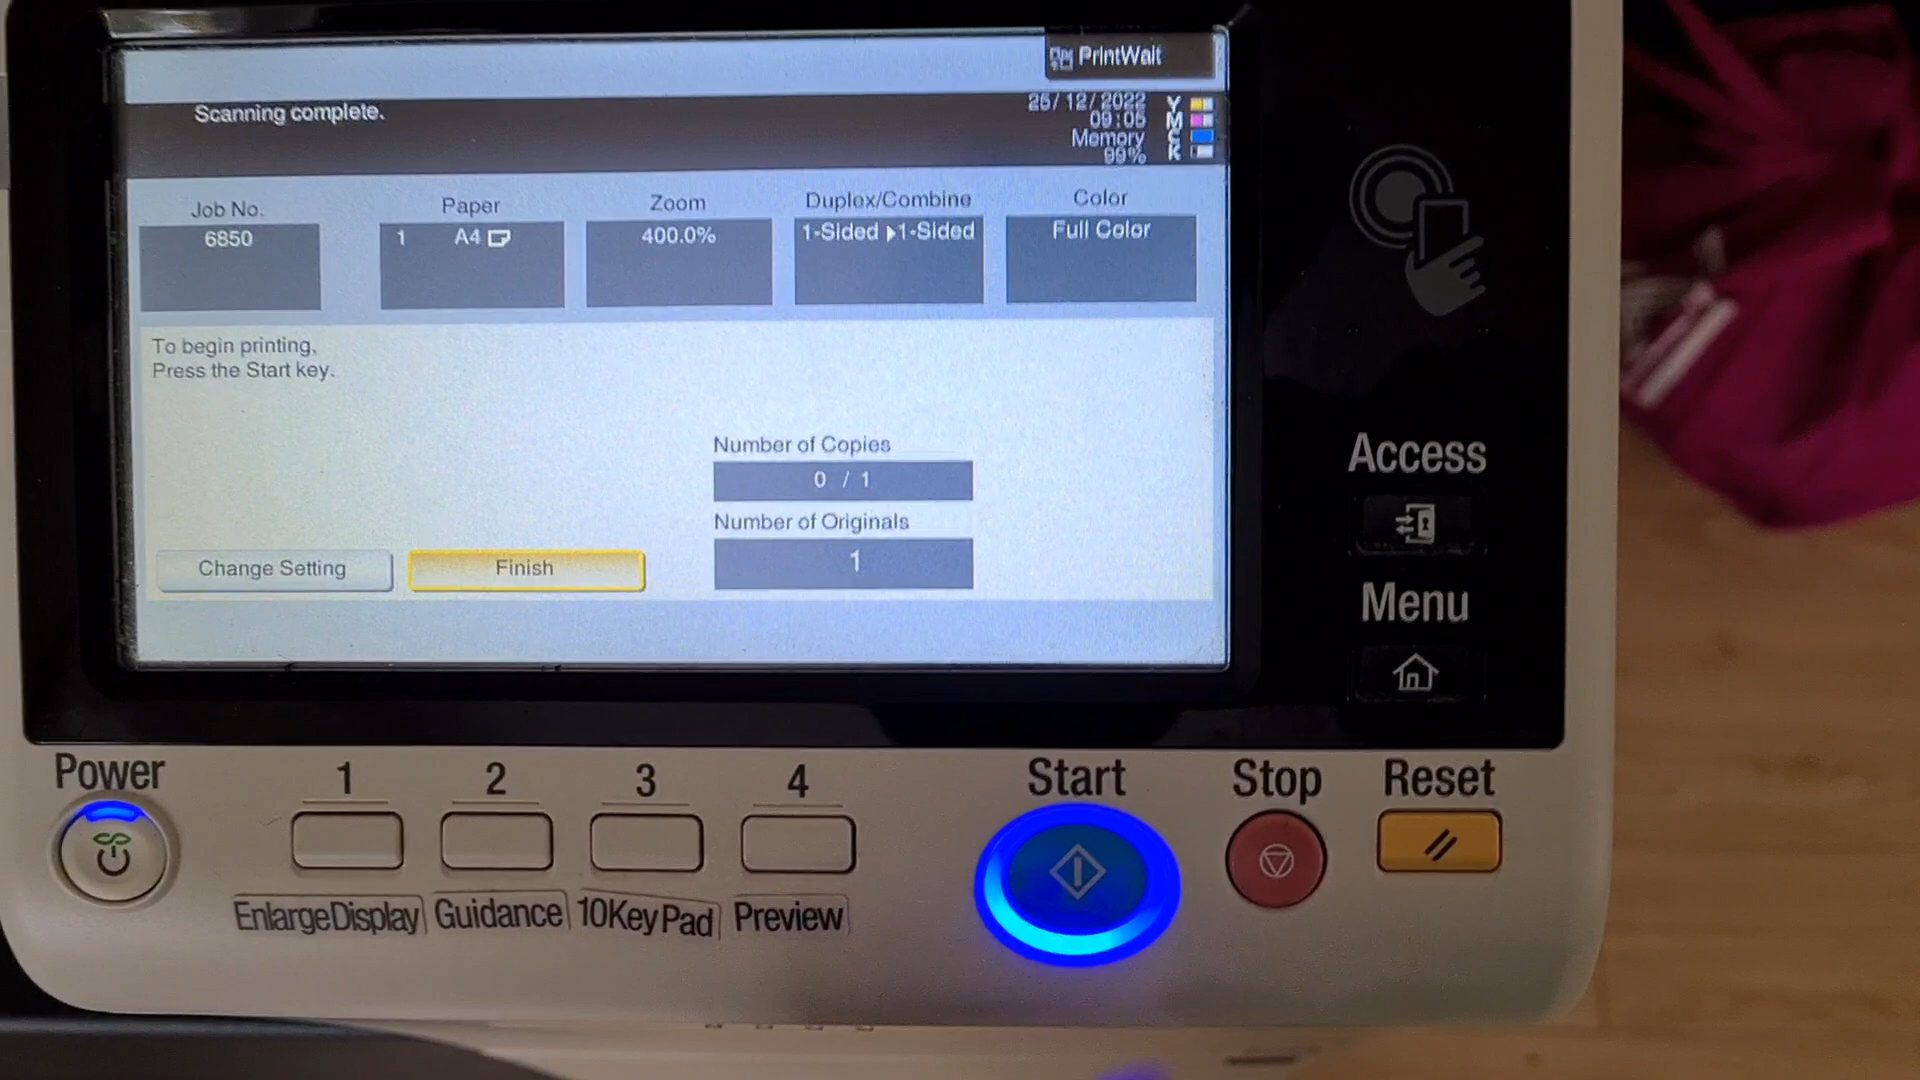 PrintWait
Scanning complete.
25/12/2022
09:05
Memory
99%
Y
M
C
K
Job No.
6850
Paper
1 A4
Zoom
400.0%
Duplex/Combine
1-Sided ▶1-Sided
Color
Full Color
To begin printing,
Press the Start key.
Number of Copies
0 / 1
Number of Originals
1
Change Setting
Finish
Access
Menu
Power
1
2
3
4
Start
Stop
Reset
EnlargeDisplay
Guidance
10KeyPad
Preview